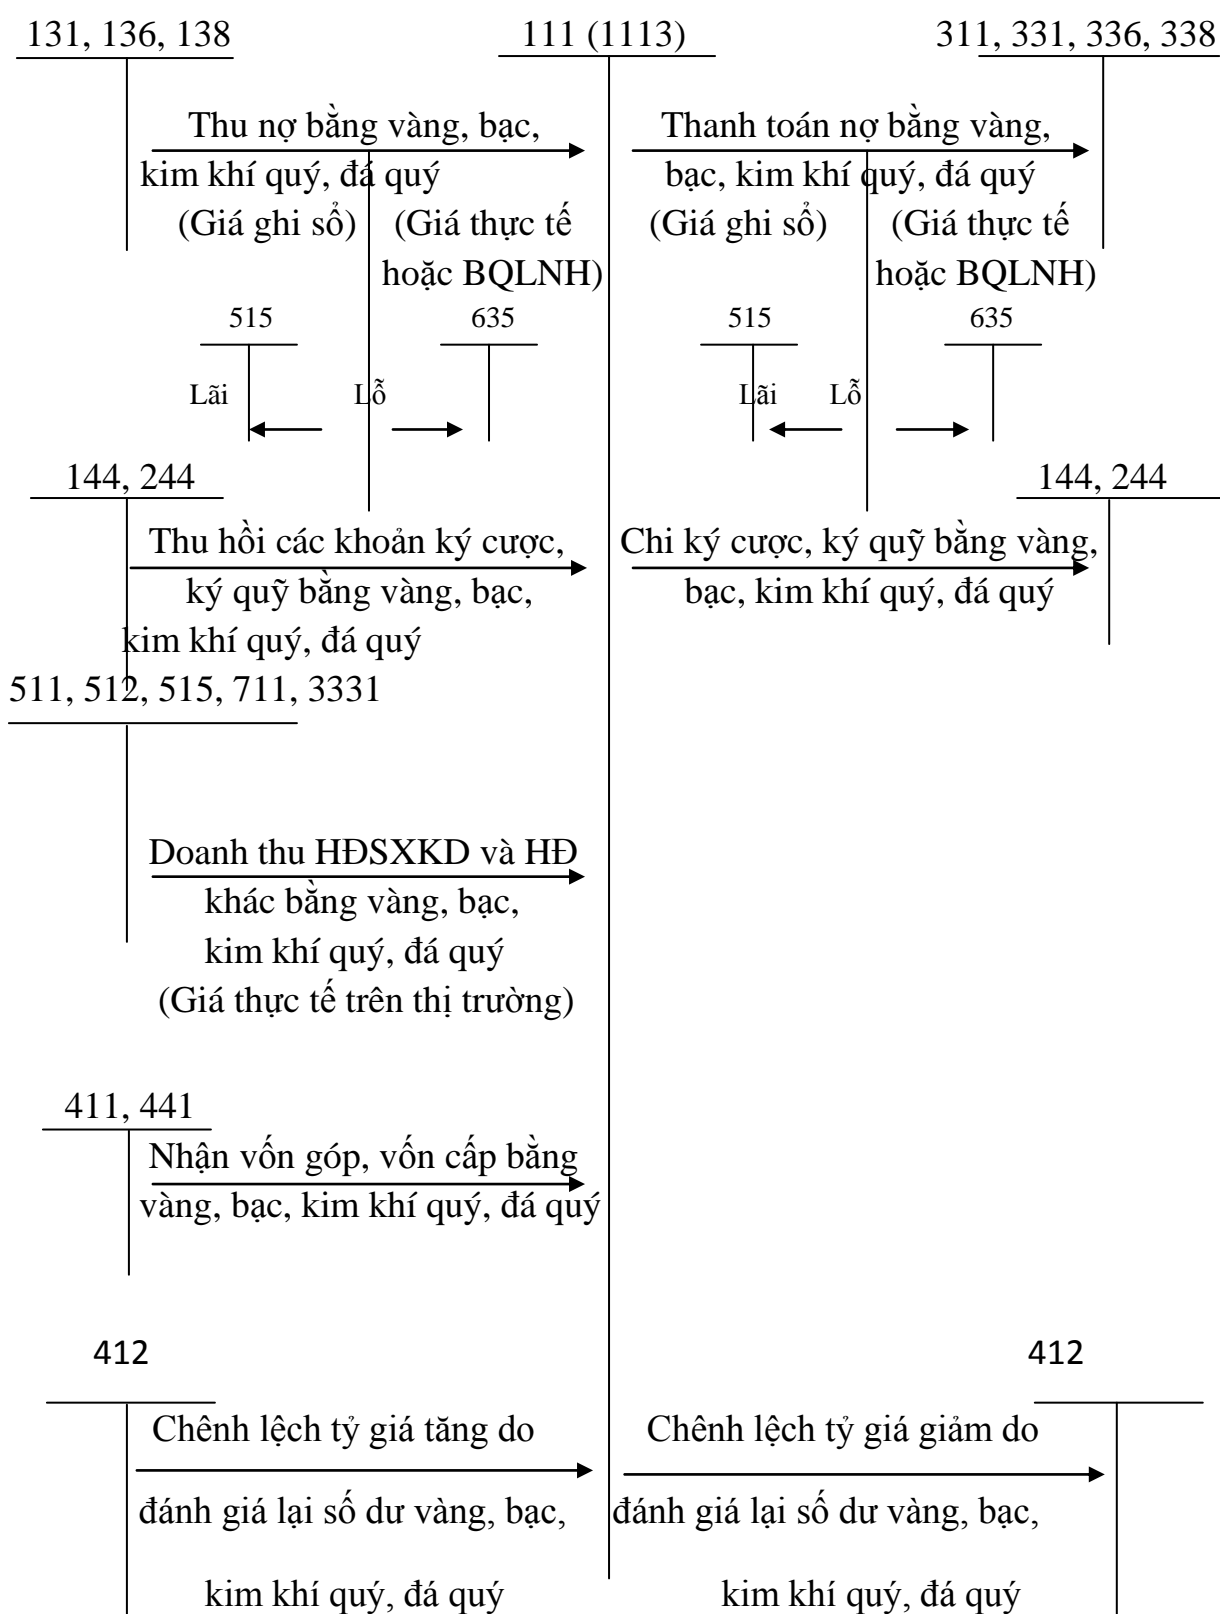 131, 136, 138
111 (1113)
311, 331, 336, 338
Thu nợ bằng vàng, bạc,
kim khí quý, đá quý
(Giá ghi sổ)
(Giá thực tế
hoặc BQLNH)
Thanh toán nợ bằng vàng,
bạc, kim khí quý, đá quý
(Giá ghi sổ)
(Giá thực tế
hoặc BQLNH)
515
635
Lãi
Lỗ
515
635
Lãi
Lỗ
144, 244
144, 244
Thu hồi các khoản ký cược,
ký quỹ bằng vàng, bạc,
kim khí quý, đá quý
Chi ký cược, ký quỹ bằng vàng,
bạc, kim khí quý, đá quý
511, 512, 515, 711, 3331
Doanh thu HĐSXKD và HĐ
khác bằng vàng, bạc,
kim khí quý, đá quý
(Giá thực tế trên thị trường)
411, 441
Nhận vốn góp, vốn cấp bằng
vàng, bạc, kim khí quý, đá quý
412
412
Chênh lệch tỷ giá tăng do
đánh giá lại số dư vàng, bạc,
kim khí quý, đá quý
Chênh lệch tỷ giá giảm do
đánh giá lại số dư vàng, bạc,
kim khí quý, đá quý